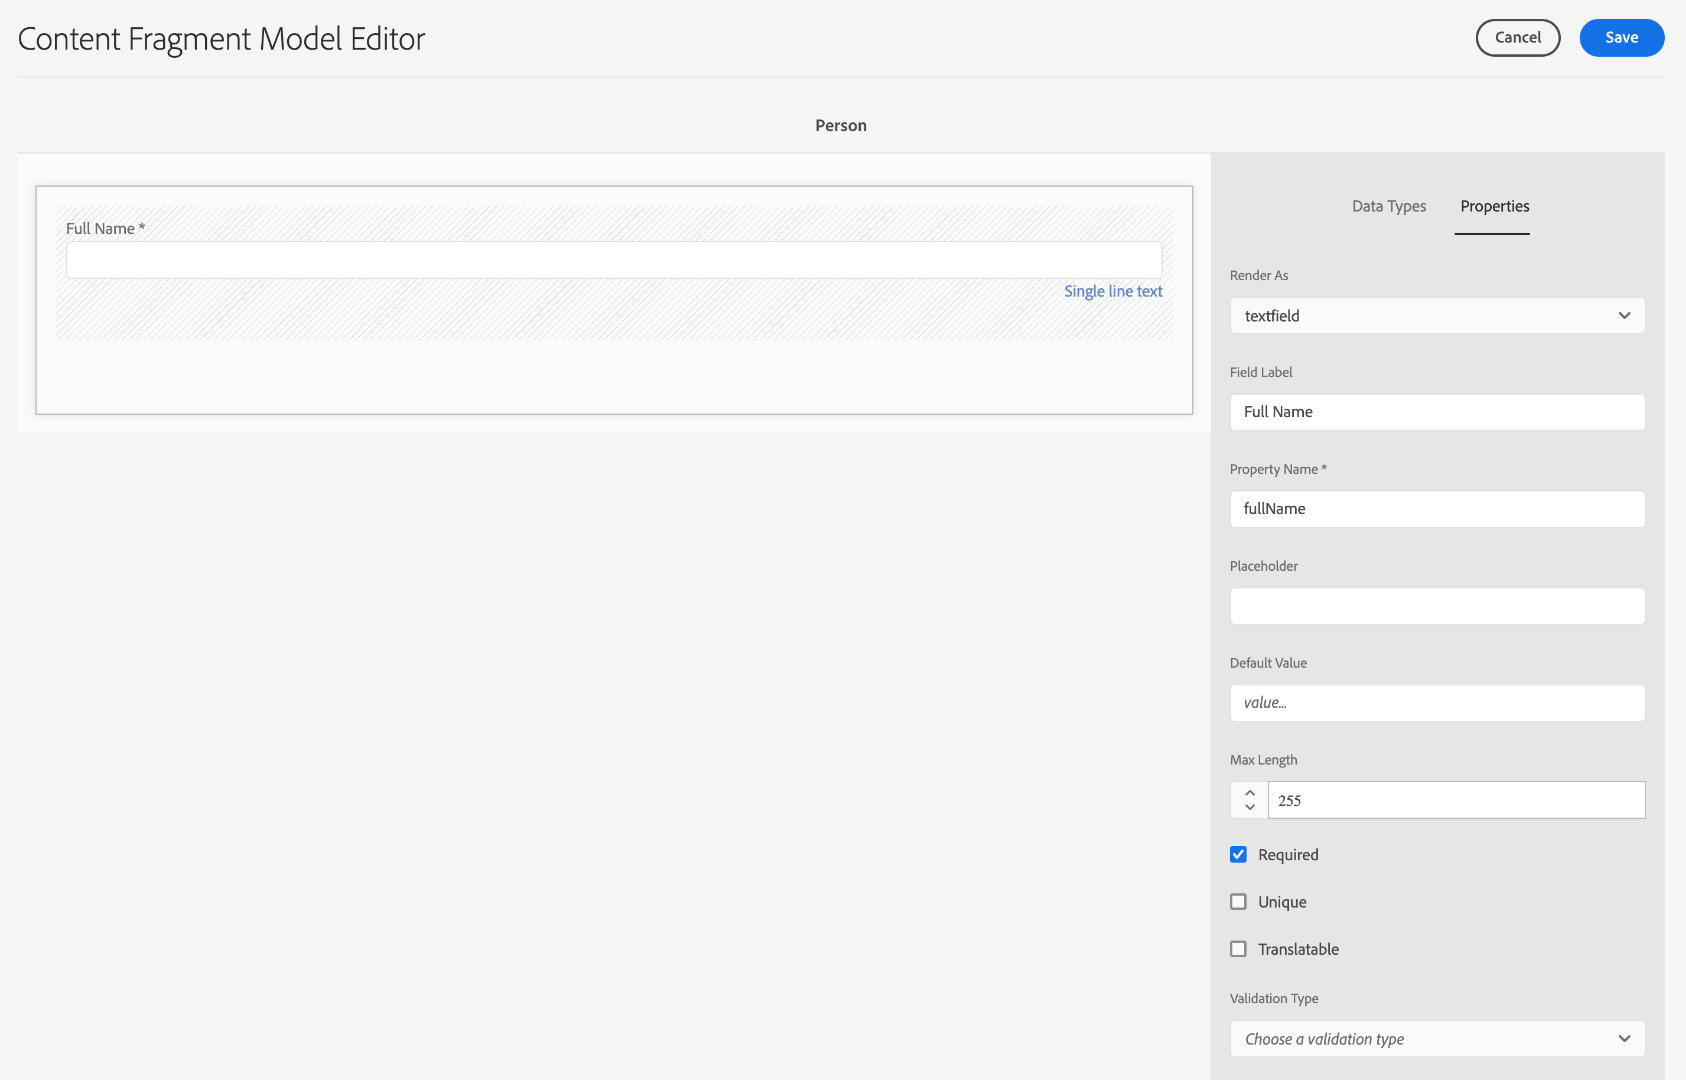 Content Fragment Model Editor
Cancel
Save
Person
Full Name *
Single line text
Data Types
Properties
Render As
textfield
Field Label
Full Name
Property Name *
fullName
Placeholder
Default Value
value...
Max Length
255
Required
Unique
Translatable
Validation Type
Choose a validation type